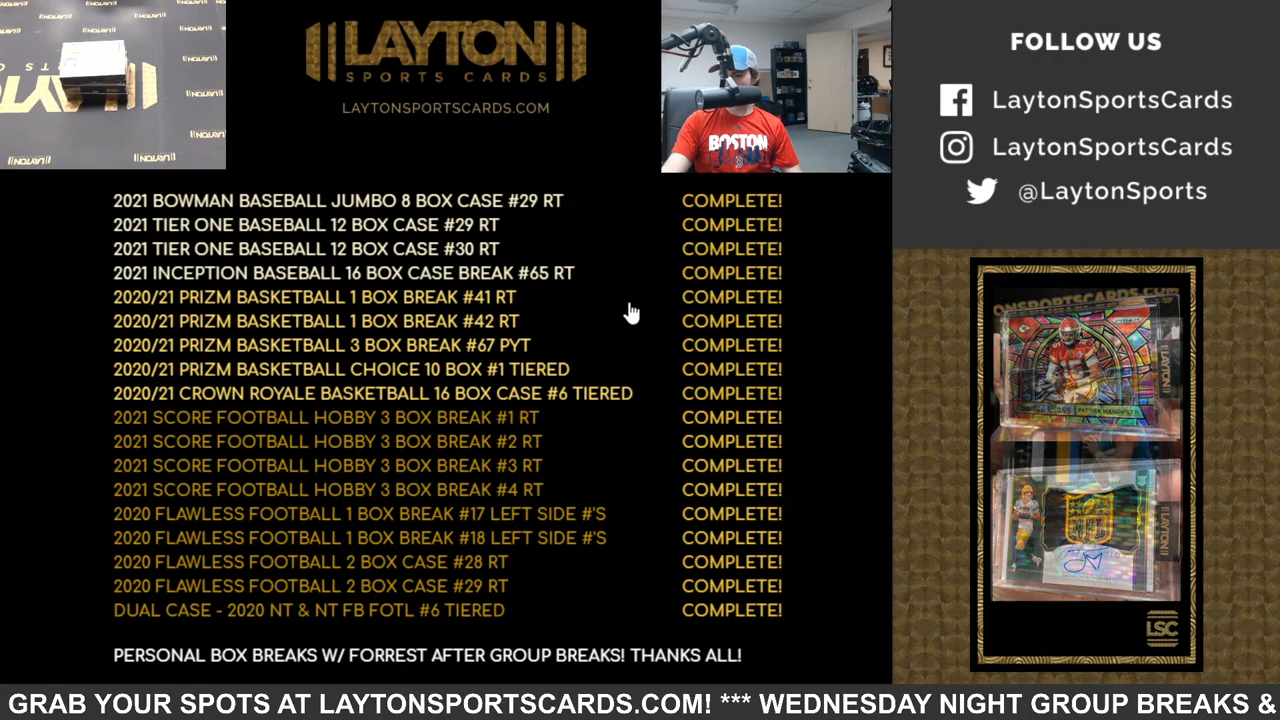 LAYTON
SPORTS CARDS
LAYTONSPORTSCARDS.COM
BOSTON
FOLLOW US
LaytonSportsCards
LaytonSportsCards
@LaytonSports
2021 BOWMAN BASEBALL JUMBO 8 BOX CASE #29 RT COMPLETE!
2021 TIER ONE BASEBALL 12 BOX CASE #29 RT COMPLETE!
2021 TIER ONE BASEBALL 12 BOX CASE #30 RT COMPLETE!
2021 INCEPTION BASEBALL 16 BOX CASE BREAK #65 RT COMPLETE!
2020/21 PRIZM BASKETBALL 1 BOX BREAK #41 RT COMPLETE!
2020/21 PRIZM BASKETBALL 1 BOX BREAK #42 RT COMPLETE!
2020/21 PRIZM BASKETBALL 3 BOX BREAK #67 PYT COMPLETE!
2020/21 PRIZM BASKETBALL CHOICE 10 BOX #1 TIERED COMPLETE!
2020/21 CROWN ROYALE BASKETBALL 16 BOX CASE #6 TIERED COMPLETE!
2021 SCORE FOOTBALL HOBBY 3 BOX BREAK #1 RT COMPLETE!
2021 SCORE FOOTBALL HOBBY 3 BOX BREAK #2 RT COMPLETE!
2021 SCORE FOOTBALL HOBBY 3 BOX BREAK #3 RT COMPLETE!
2021 SCORE FOOTBALL HOBBY 3 BOX BREAK #4 RT COMPLETE!
2020 FLAWLESS FOOTBALL 1 BOX BREAK #17 LEFT SIDE #'S COMPLETE!
2020 FLAWLESS FOOTBALL 1 BOX BREAK #18 LEFT SIDE #'S COMPLETE!
2020 FLAWLESS FOOTBALL 2 BOX CASE #28 RT COMPLETE!
2020 FLAWLESS FOOTBALL 2 BOX CASE #29 RT COMPLETE!
DUAL CASE - 2020 NT & NT FB FOTL #6 TIERED COMPLETE!
PERSONAL BOX BREAKS W/ FORREST AFTER GROUP BREAKS! THANKS ALL!
LAYTON
NFL
LAYTON
LSC
GRAB YOUR SPOTS AT LAYTONSPORTSCARDS.COM! *** WEDNESDAY NIGHT GROUP BREAKS &